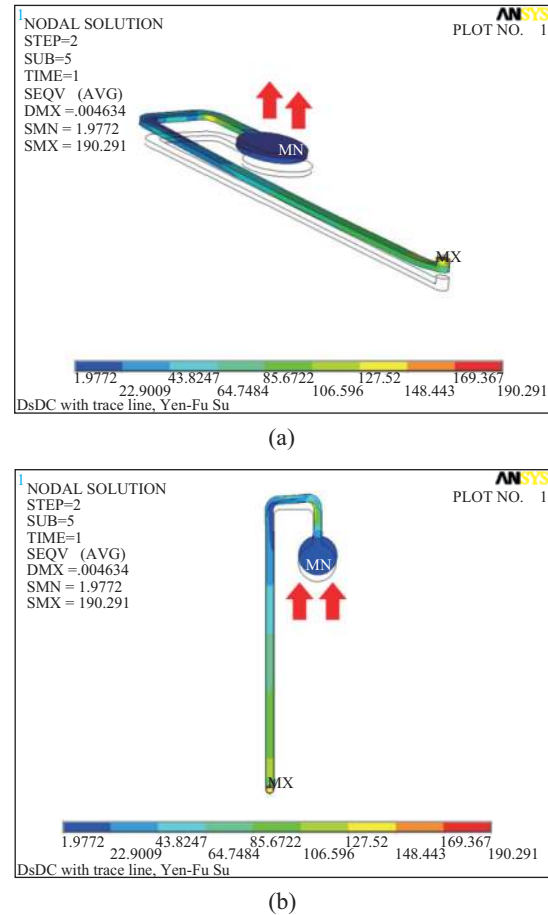 1
ANSYS
NODAL SOLUTION
PLOT NO. 1
STEP=2
SUB=5
TIME=1
SEQV (AVG)
DMX =.004634
SMN = 1.9772
SMX = 190.291
MN
MX
1.9772 43.8247 85.6722 127.52 169.367
22.9009 64.7484 106.596 148.443 190.291
DsDC with trace line, Yen-Fu Su
(a)
1
ANSYS
NODAL SOLUTION
PLOT NO. 1
STEP=2
SUB=5
TIME=1
SEQV (AVG)
DMX =.004634
SMN = 1.9772
SMX = 190.291
MN
MX
1.9772 43.8247 85.6722 127.52 169.367
22.9009 64.7484 106.596 148.443 190.291
DsDC with trace line, Yen-Fu Su
(b)